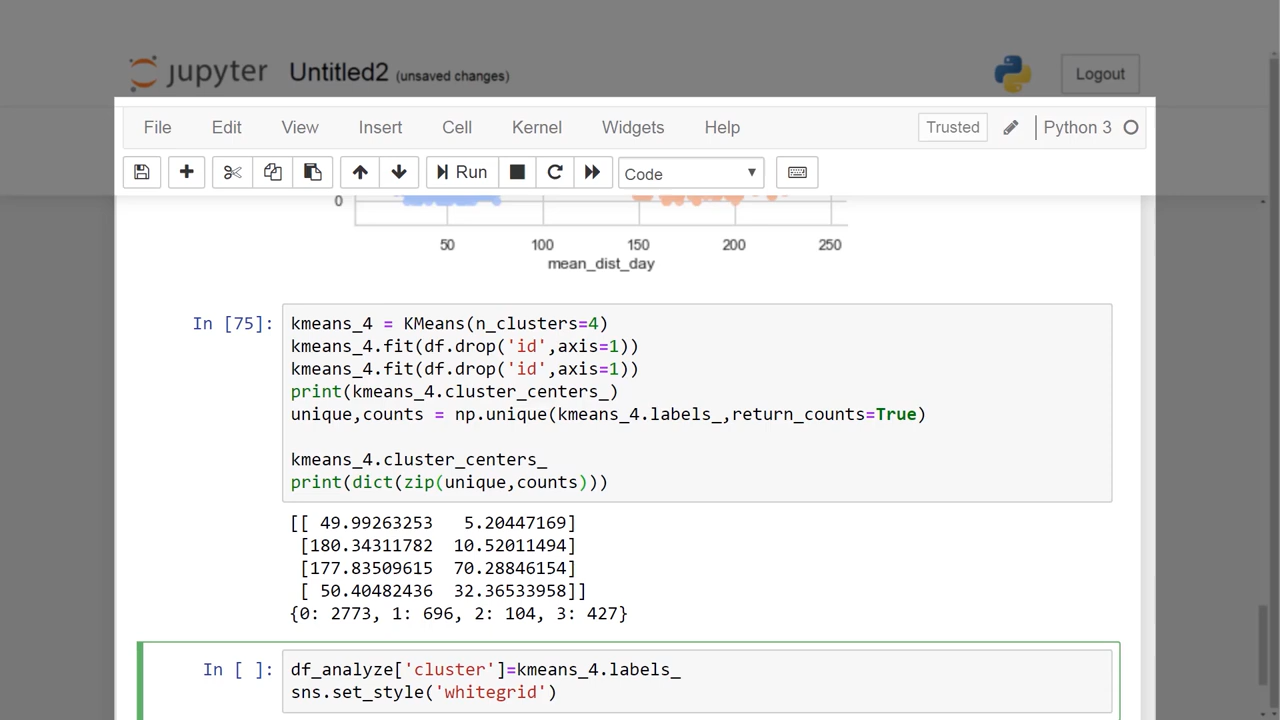 jupyter Untitled2 (unsaved changes) Logout
File Edit View Insert Cell Kernel Widgets Help Trusted Python 3
Run Code
0
50 100 150 200 250
mean_dist_day
In [75]: kmeans_4 = KMeans(n_clusters=4)
kmeans_4.fit(df.drop('id',axis=1))
kmeans_4.fit(df.drop('id',axis=1))
print(kmeans_4.cluster_centers_)
unique,counts = np.unique(kmeans_4.labels_,return_counts=True)
kmeans_4.cluster_centers_
print(dict(zip(unique,counts)))
[[ 49.99263253 5.20447169]
[180.34311782 10.52011494]
[177.83509615 70.28846154]
[ 50.40482436 32.36533958]]
{0: 2773, 1: 696, 2: 104, 3: 427}
In [ ]: df_analyze['cluster']=kmeans_4.labels_
sns.set_style('whitegrid')